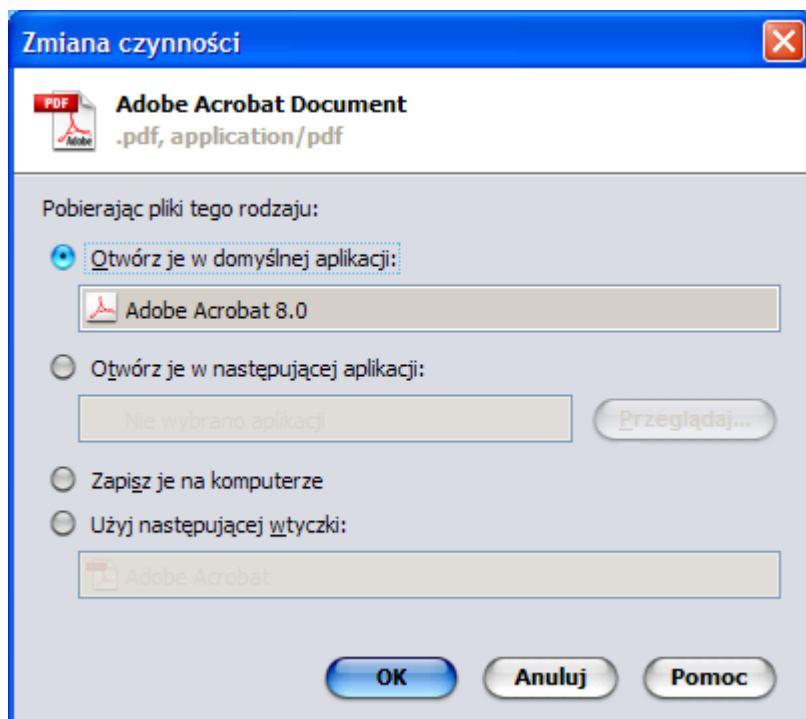 Zmiana czynności
PDF
Adobe
Adobe Acrobat Document
.pdf, application/pdf
Pobierając pliki tego rodzaju:
Otwórz je w domyślnej aplikacji:
Adobe Acrobat 8.0
Otwórz je w następującej aplikacji:
Nie wybrano aplikacji
Przeglądaj...
Zapisz je na komputerze
Użyj następującej wtyczki:
Adobe Acrobat
OK Anuluj Pomoc